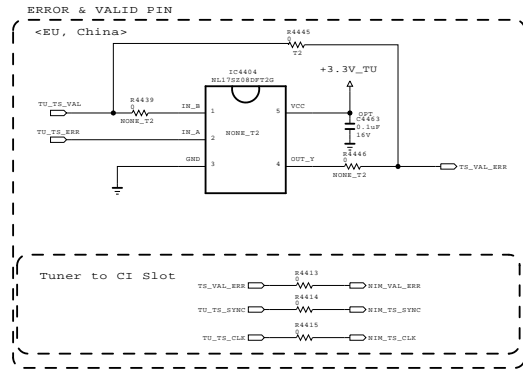 ERROR & VALID PIN
<EU, China>
R4445
0
T2
IC4404
NL17SZ08DFT2G
+3.3V_TU
TU_TS_VAL
R4439
0
NONE_T2
IN_B
1
5
VCC
OPT
C4463
0.1uF
16V
TU_TS_ERR
IN_A
2
NONE_T2
GND
3
4
OUT_Y
R4446
0
NONE_T2
TS_VAL_ERR
Tuner to CI Slot
R4413
0
TS_VAL_ERR
NIM_VAL_ERR
R4414
0
TU_TS_SYNC
NIM_TS_SYNC
R4415
0
TU_TS_CLK
NIM_TS_CLK